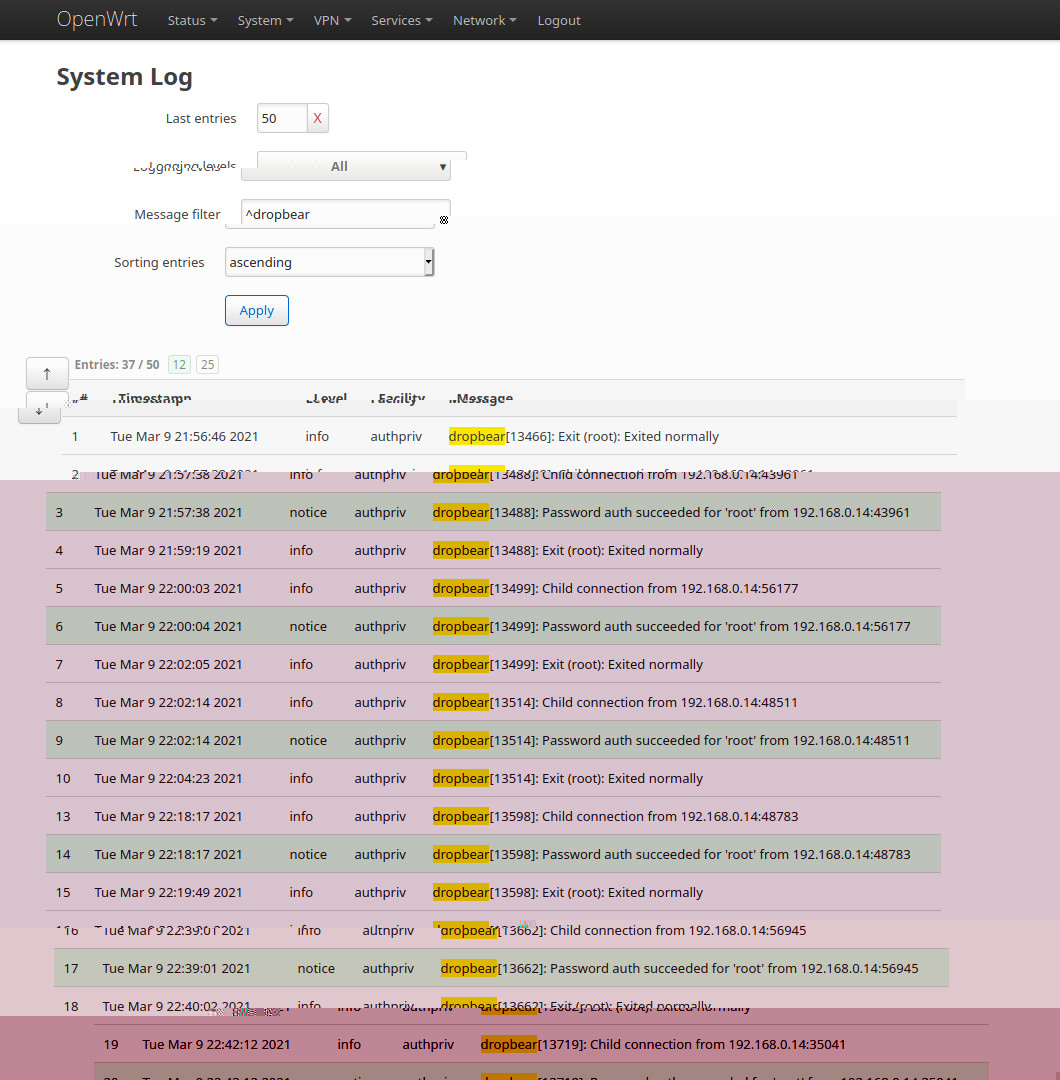 OpenWrt Status System VPN Services Network Logout
System Log
Last entries 50 X
Logging levels All
Message filter ^dropbear
Sorting entries ascending
Apply
↑ Entries: 37 / 50 12 25
↓ # Timestamp Level Facility Message
1 Tue Mar 9 21:56:46 2021 info authpriv dropbear[13466]: Exit (root): Exited normally
2 Tue Mar 9 21:57:38 2021 info authpriv dropbear[13488]: Child connection from 192.168.0.14:43961
3 Tue Mar 9 21:57:38 2021 notice authpriv dropbear[13488]: Password auth succeeded for 'root' from 192.168.0.14:43961
4 Tue Mar 9 21:59:19 2021 info authpriv dropbear[13488]: Exit (root): Exited normally
5 Tue Mar 9 22:00:03 2021 info authpriv dropbear[13499]: Child connection from 192.168.0.14:56177
6 Tue Mar 9 22:00:04 2021 notice authpriv dropbear[13499]: Password auth succeeded for 'root' from 192.168.0.14:56177
7 Tue Mar 9 22:02:05 2021 info authpriv dropbear[13499]: Exit (root): Exited normally
8 Tue Mar 9 22:02:14 2021 info authpriv dropbear[13514]: Child connection from 192.168.0.14:48511
9 Tue Mar 9 22:02:14 2021 notice authpriv dropbear[13514]: Password auth succeeded for 'root' from 192.168.0.14:48511
10 Tue Mar 9 22:04:23 2021 info authpriv dropbear[13514]: Exit (root): Exited normally
13 Tue Mar 9 22:18:17 2021 info authpriv dropbear[13598]: Child connection from 192.168.0.14:48783
14 Tue Mar 9 22:18:17 2021 notice authpriv dropbear[13598]: Password auth succeeded for 'root' from 192.168.0.14:48783
15 Tue Mar 9 22:19:49 2021 info authpriv dropbear[13598]: Exit (root): Exited normally
16 Tue Mar 9 22:39:01 2021 info authpriv dropbear[13662]: Child connection from 192.168.0.14:56945
17 Tue Mar 9 22:39:01 2021 notice authpriv dropbear[13662]: Password auth succeeded for 'root' from 192.168.0.14:56945
18 Tue Mar 9 22:40:02 2021 info authpriv dropbear[13662]: Exit (root): Exited normally
19 Tue Mar 9 22:42:12 2021 info authpriv dropbear[13719]: Child connection from 192.168.0.14:35041